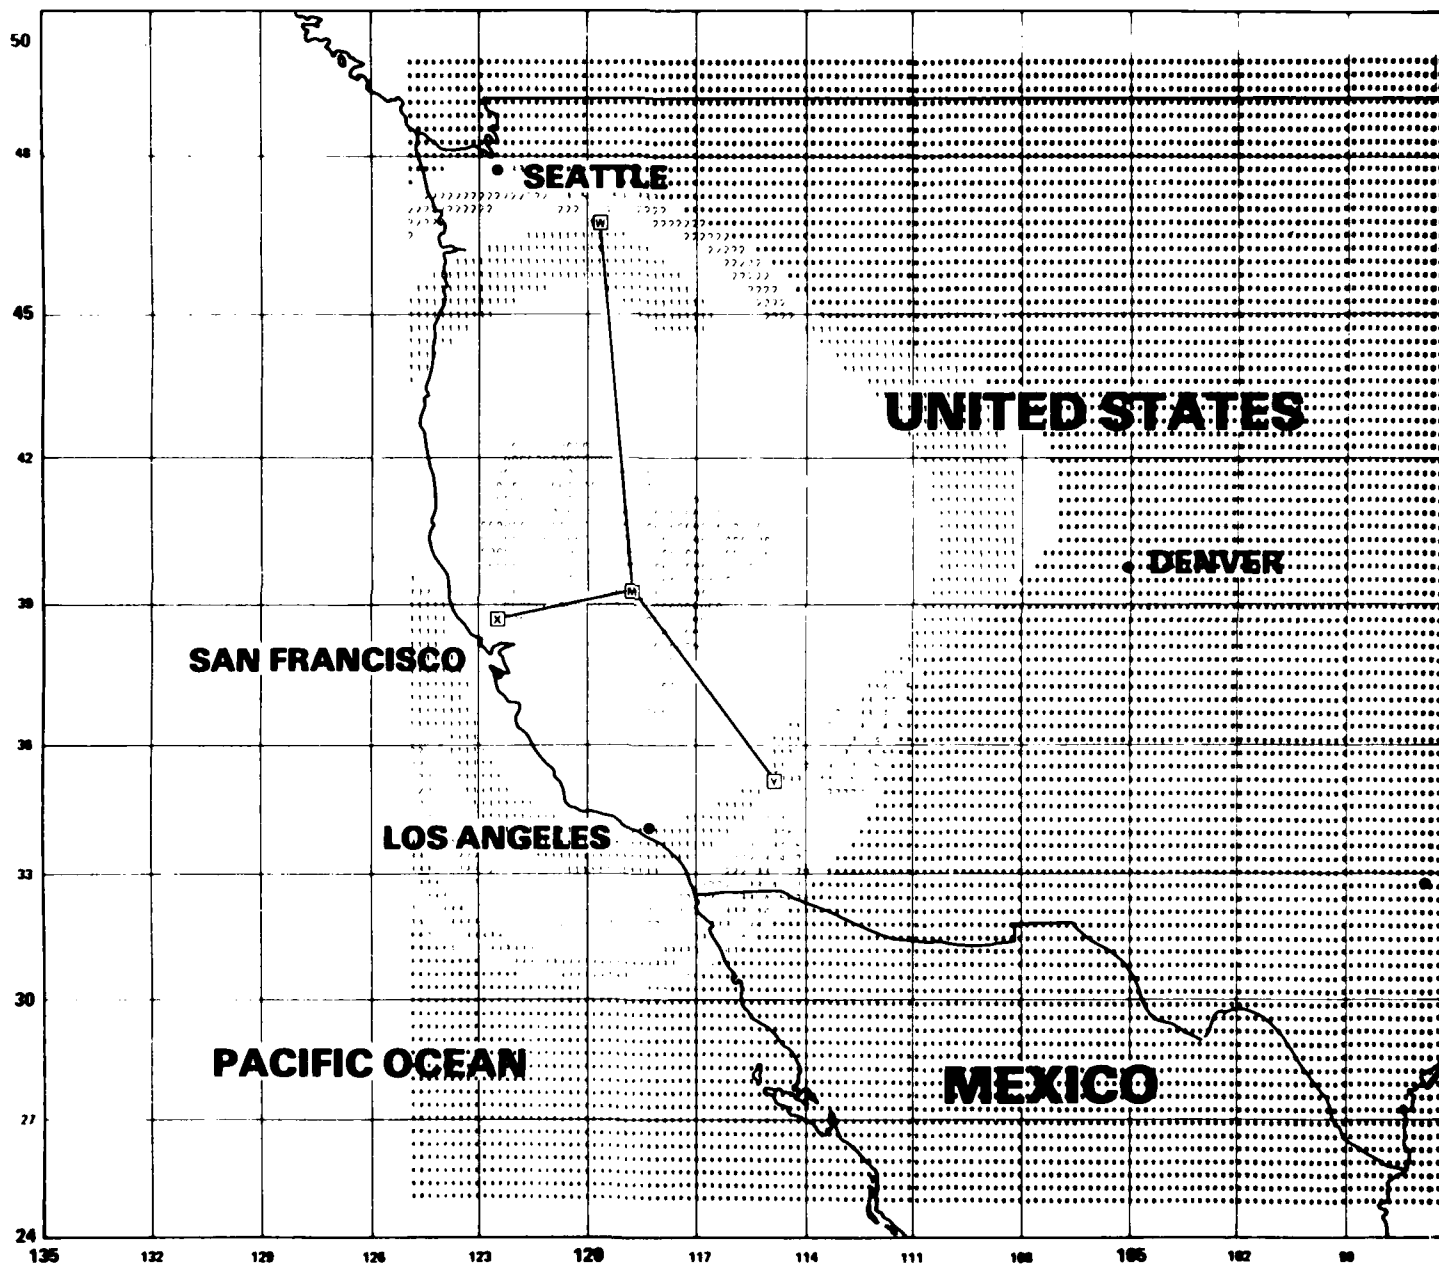 50
48
SEATTLE
W
45
UNITED STATES
42
DENVER
M
39
X
SAN FRANCISCO
36
Y
LOS ANGELES
33
30
PACIFIC OCEAN
MEXICO
27
24
135 132 129 126 123 120 117 114 111 108 105 102 99